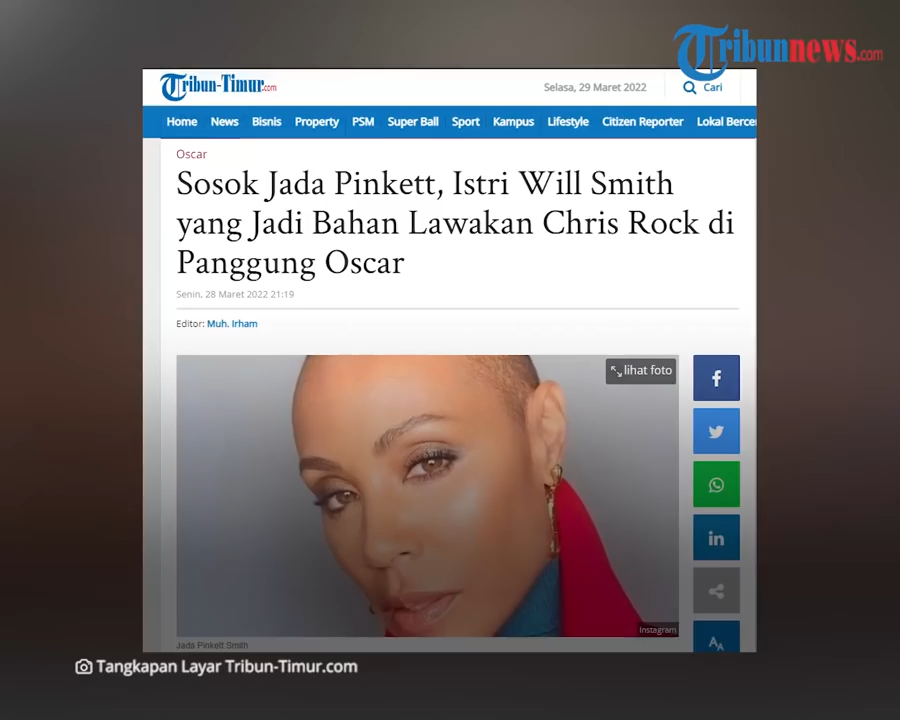 Tribunnews.com
Tribun-Timur.com
Selasa, 29 Maret 2022
Cari
Home News Bisnis Property PSM Super Ball Sport Kampus Lifestyle Citizen Reporter Lokal Bercer
Oscar
Sosok Jada Pinkett, Istri Will Smith
yang Jadi Bahan Lawakan Chris Rock di
Panggung Oscar
Senin, 28 Maret 2022 21:19
Editor: Muh. Irham
lihat foto
f
in
Instagram
AA
Jada Pinkett Smith
Tangkapan Layar Tribun-Timur.com